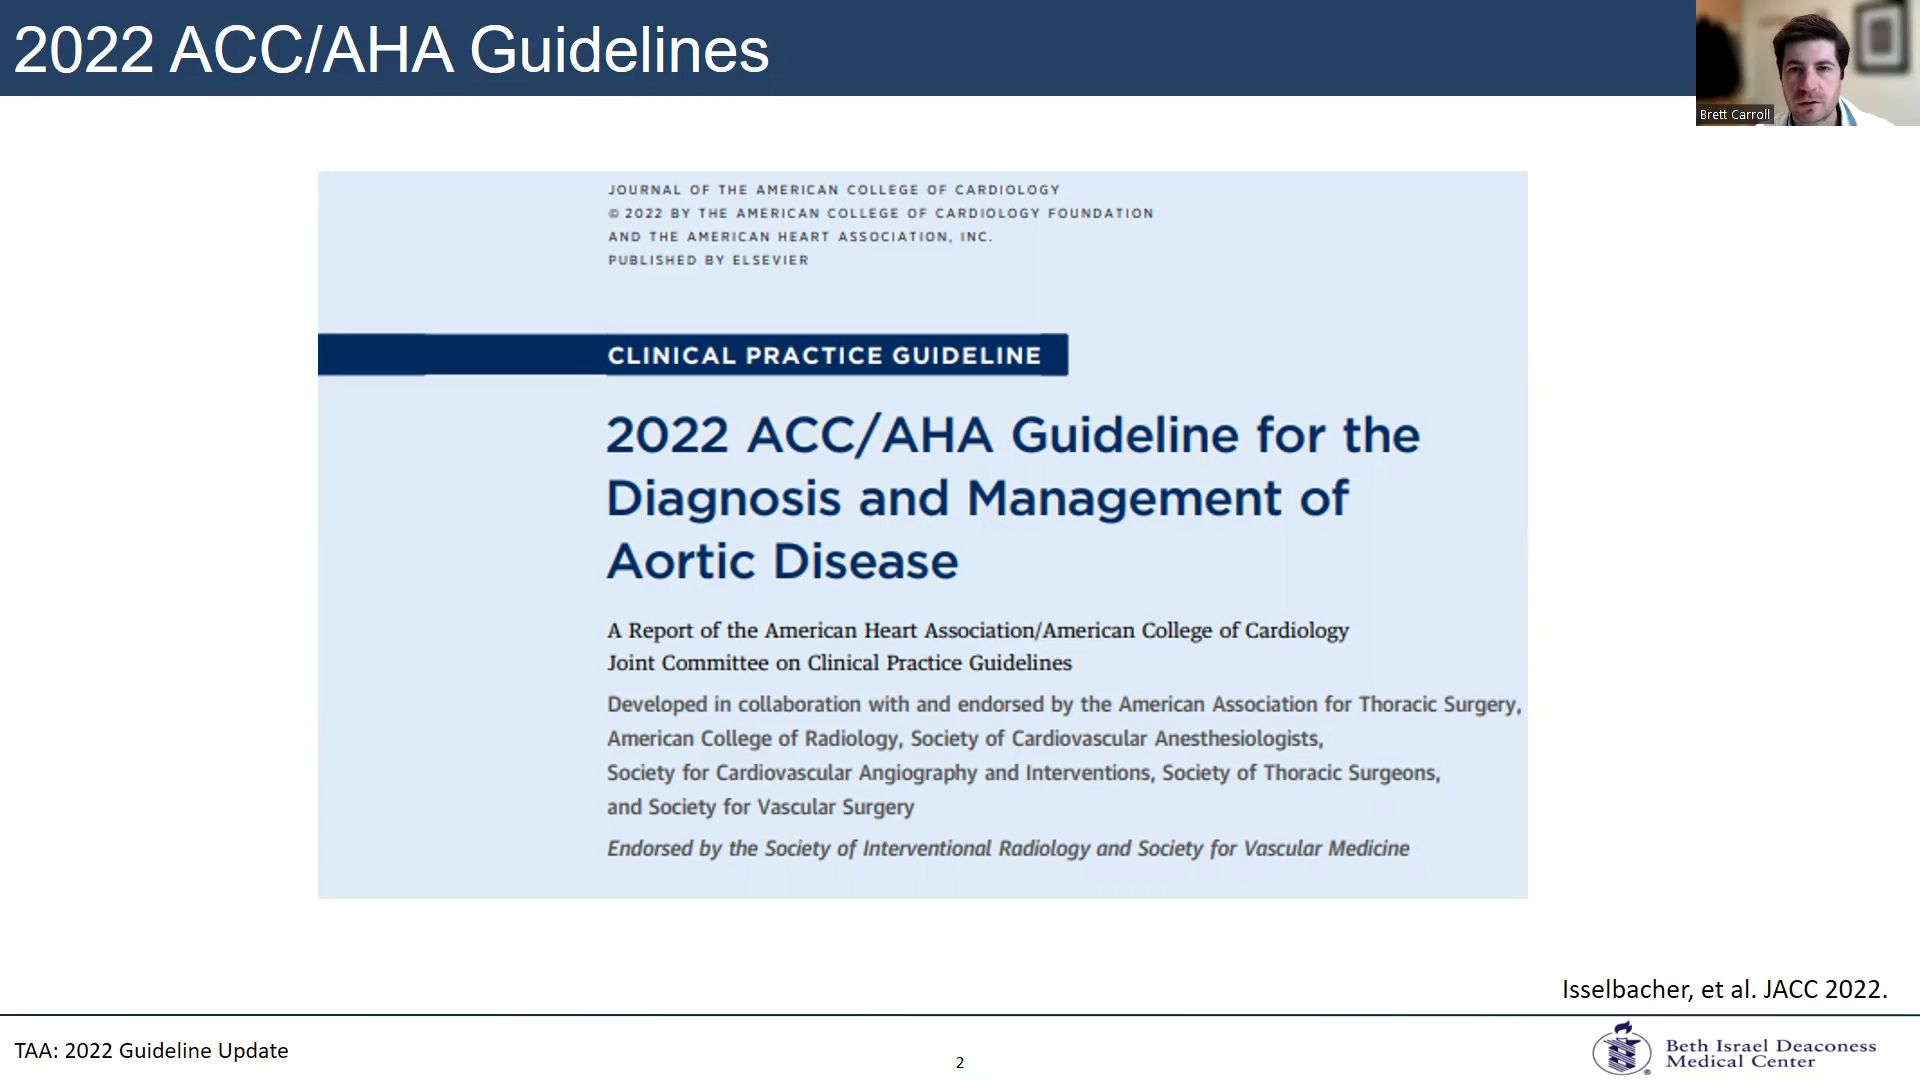 2022 ACC/AHA Guidelines
Brett Carroll
JOURNAL OF THE AMERICAN COLLEGE OF CARDIOLOGY
© 2022 BY THE AMERICAN COLLEGE OF CARDIOLOGY FOUNDATION
AND THE AMERICAN HEART ASSOCIATION, INC.
PUBLISHED BY ELSEVIER
CLINICAL PRACTICE GUIDELINE
2022 ACC/AHA Guideline for the
Diagnosis and Management of
Aortic Disease
A Report of the American Heart Association/American College of Cardiology
Joint Committee on Clinical Practice Guidelines
Developed in collaboration with and endorsed by the American Association for Thoracic Surgery,
American College of Radiology, Society of Cardiovascular Anesthesiologists,
Society for Cardiovascular Angiography and Interventions, Society of Thoracic Surgeons,
and Society for Vascular Surgery
Endorsed by the Society of Interventional Radiology and Society for Vascular Medicine
Isselbacher, et al. JACC 2022.
TAA: 2022 Guideline Update
2
Beth Israel Deaconess
Medical Center